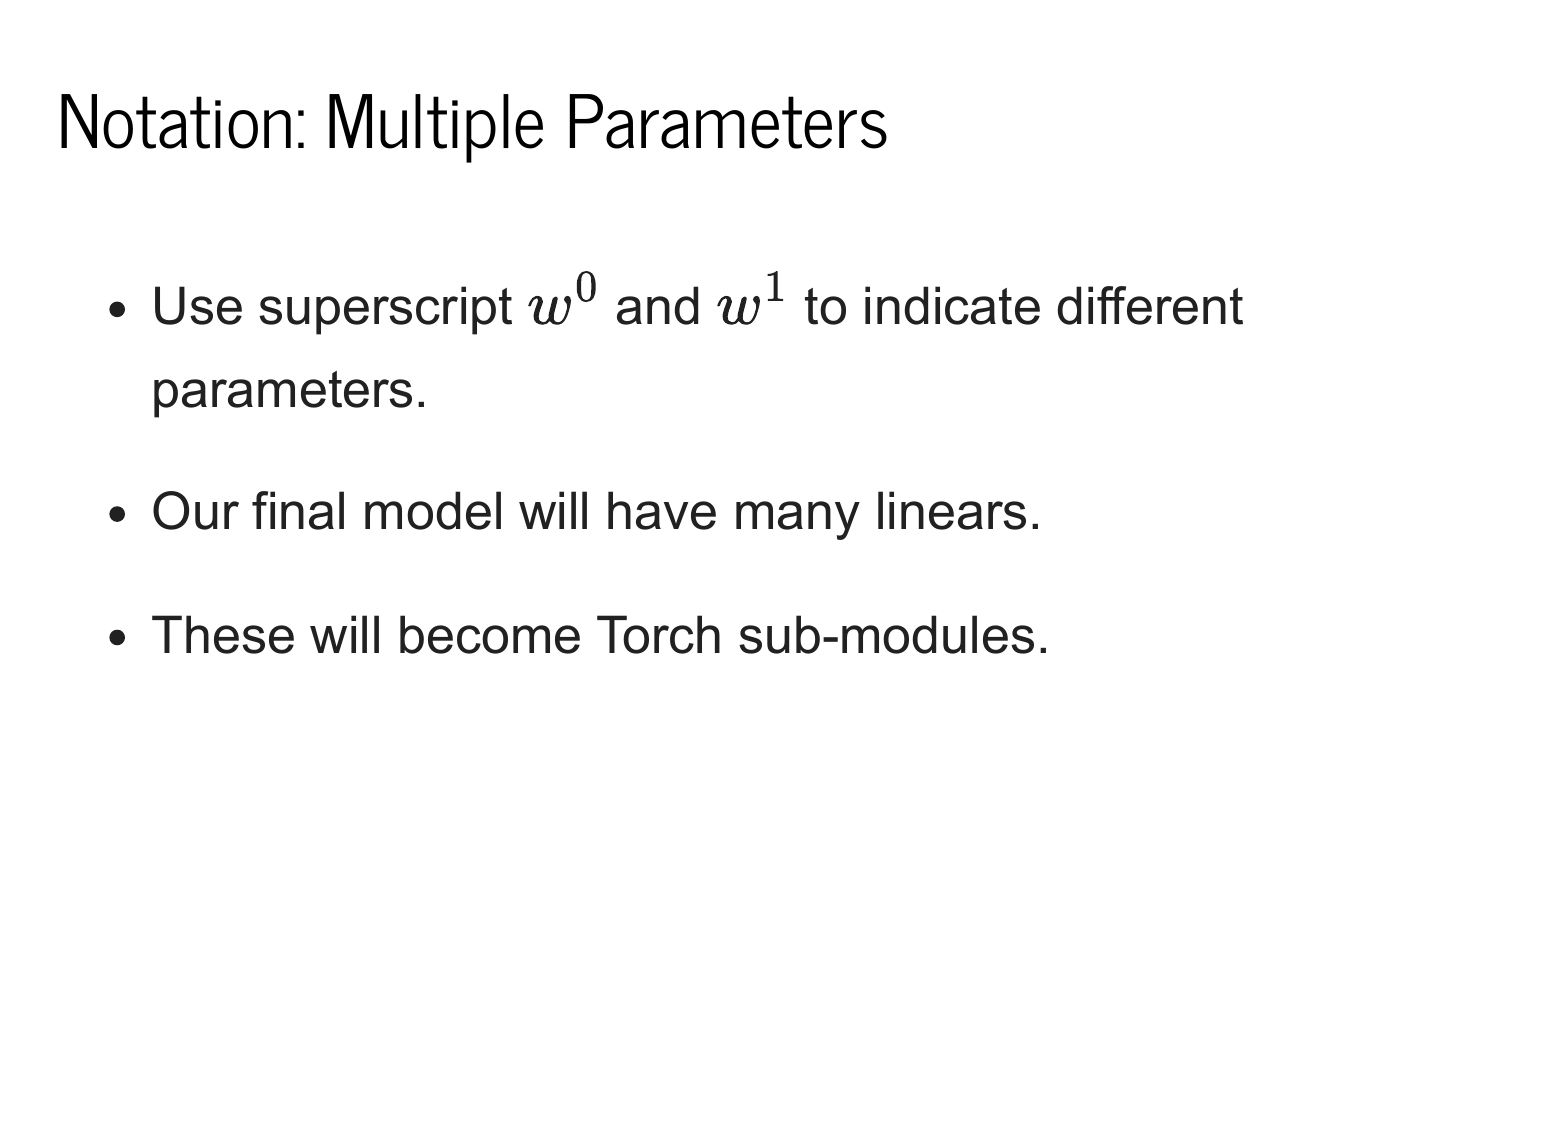 Notation: Multiple Parameters
• Use superscript $w^0$ and $w^1$ to indicate different
parameters.
• Our final model will have many linears.
• These will become Torch sub-modules.